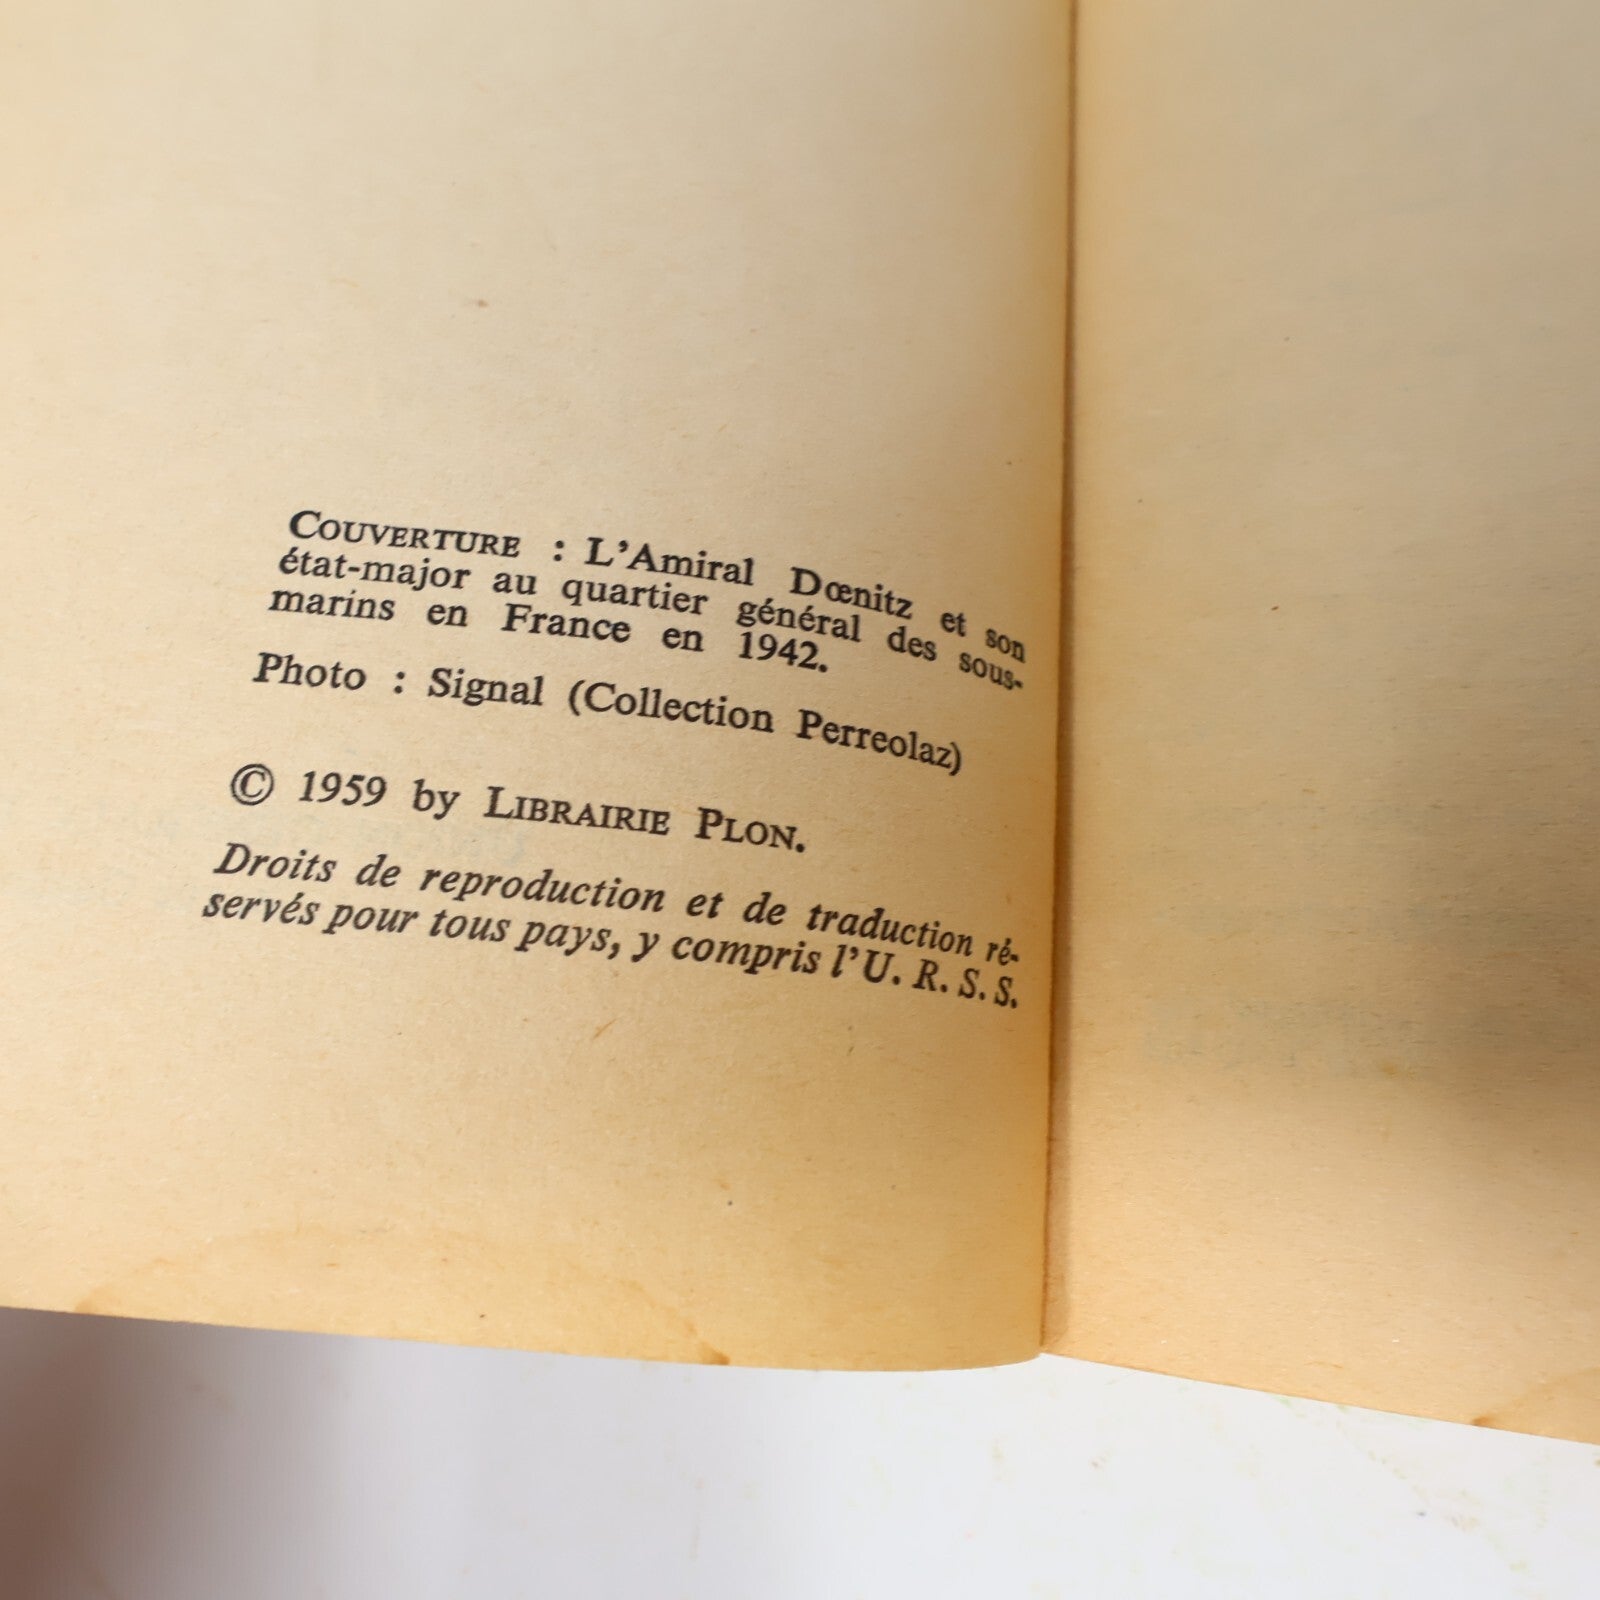 COUVERTURE : L'Amiral Dœnitz et son
état-major au quartier général des sous-
marins en France en 1942.
Photo : Signal (Collection Perreolaz)
© 1959 by LIBRAIRIE PLON.
Droits de reproduction et de traduction ré-
servés pour tous pays, y compris l'U. R. S. S.